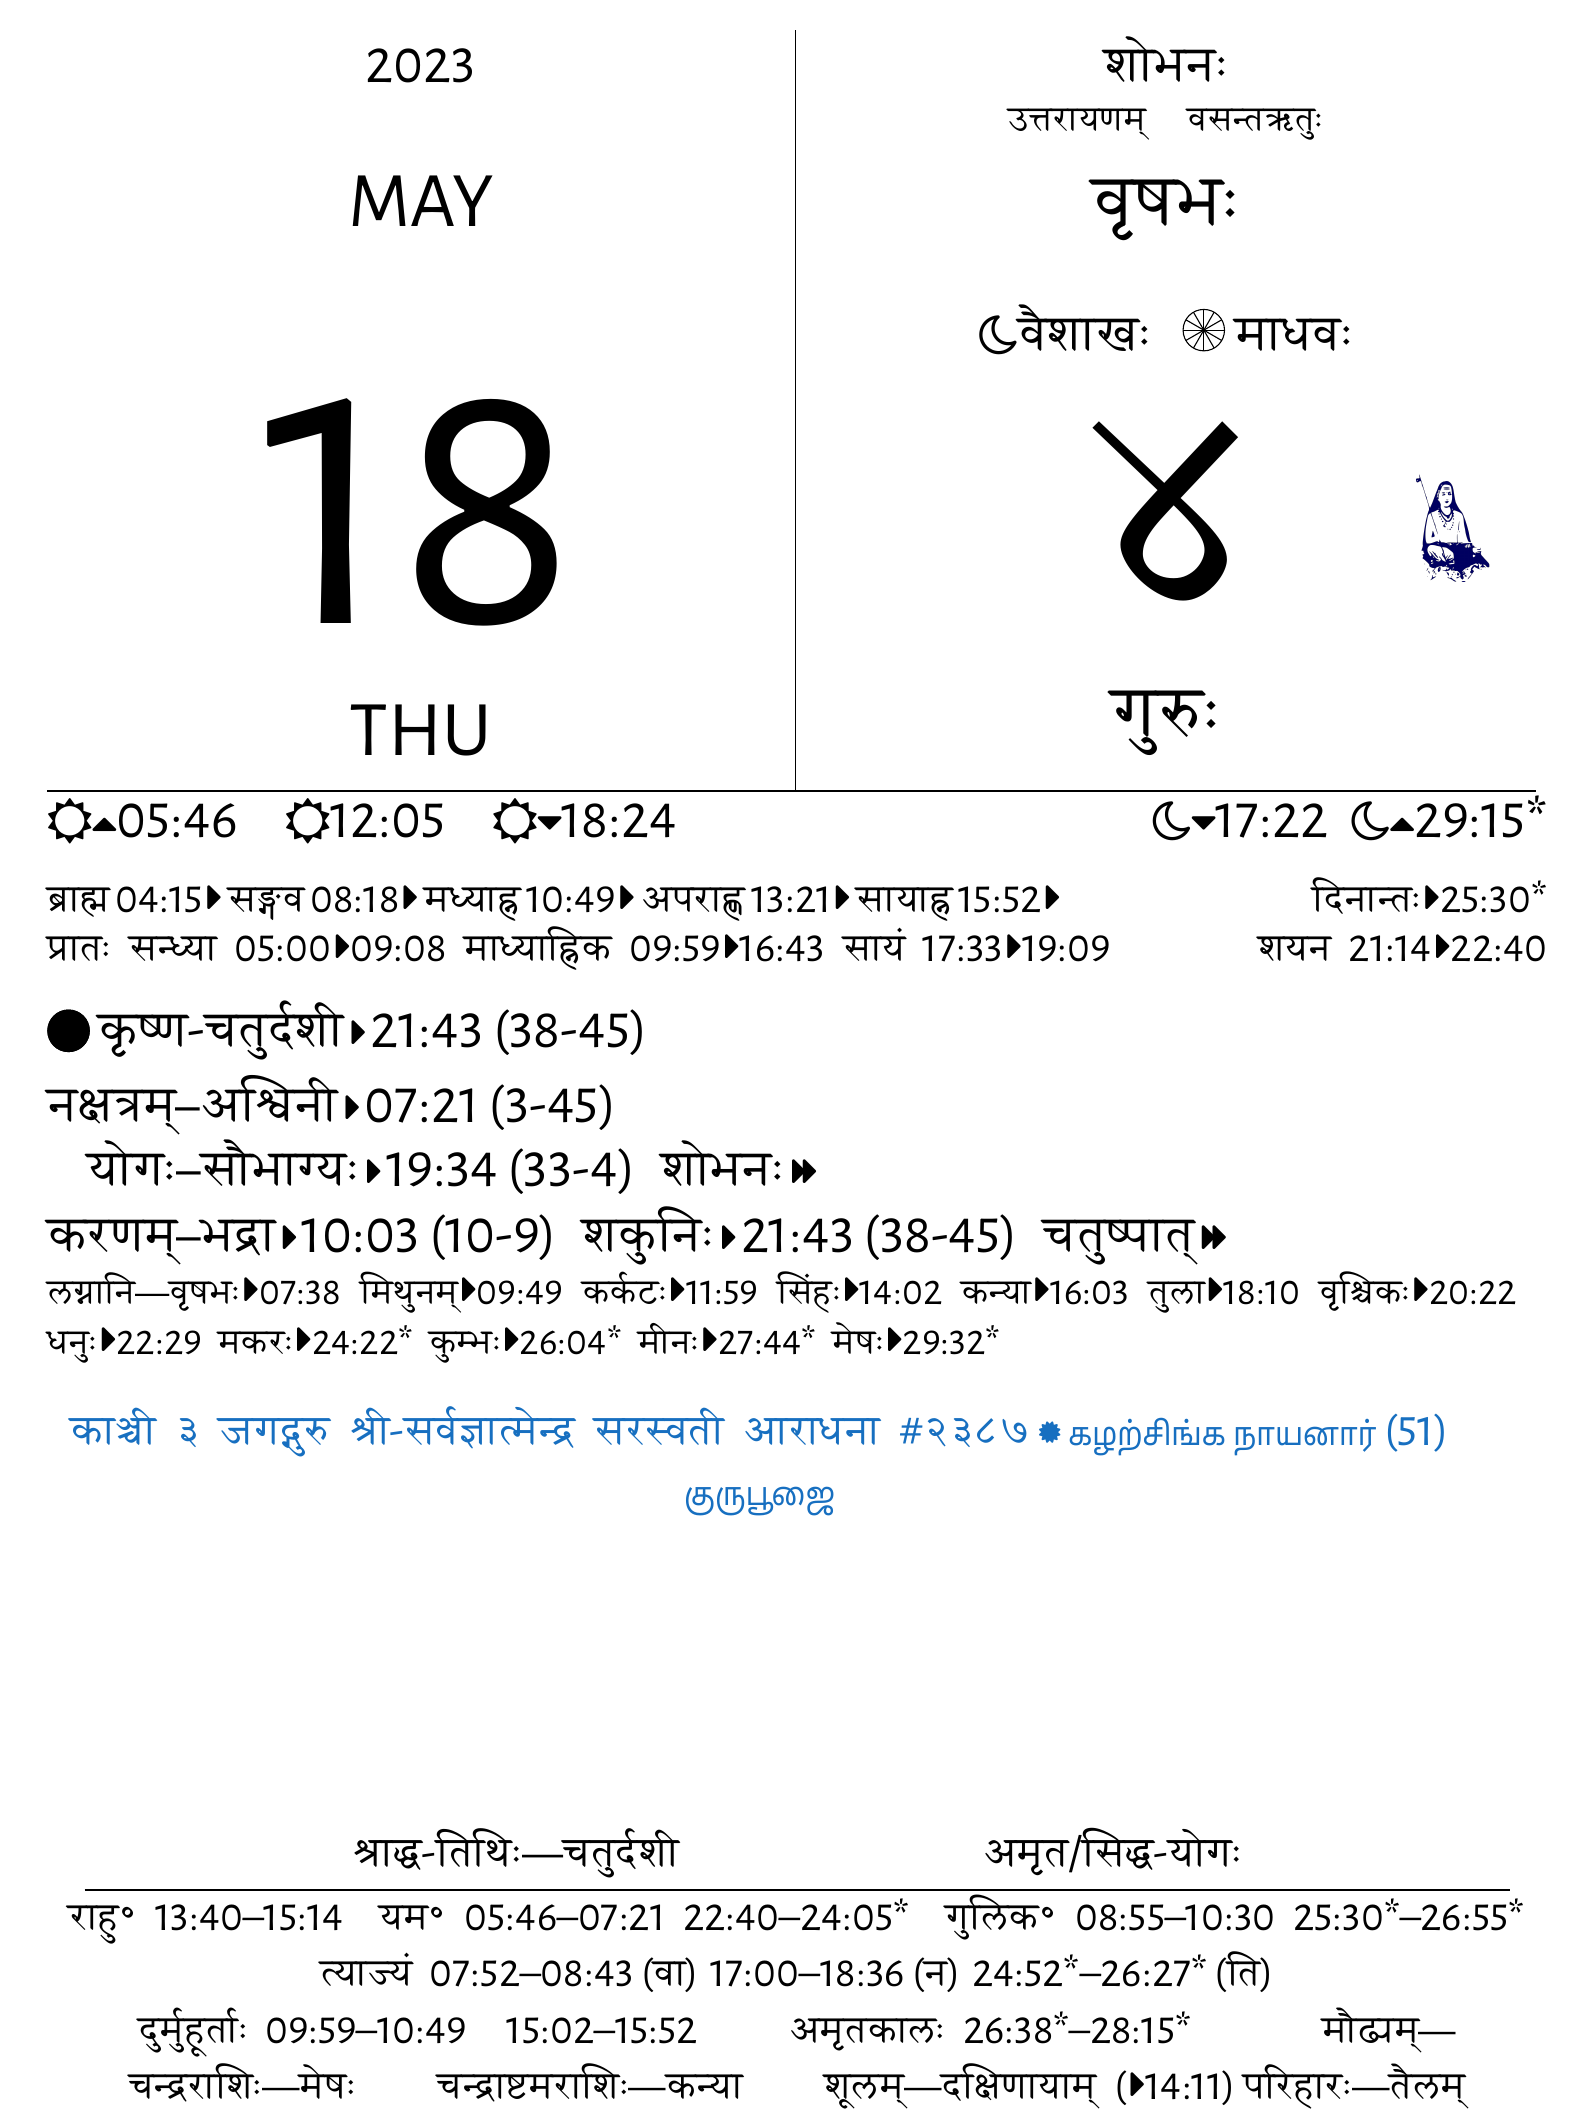 2023
MAY
18
THU
शोभनः
उत्तरायणम् वसन्तऋतुः
वृषभः
वैशाखः माधवः
४
गुरुः
05:46 12:05 18:24 17:22 29:15*
ब्राह्म 04:15 सङ्गव 08:18 मध्याह्न 10:49 अपराह्ण 13:21 सायाह्न 15:52 दिनान्तः 25:30*
प्रातः सन्ध्या 05:00 09:08 माध्याह्निक 09:59 16:43 सायं 17:33 19:09 शयन 21:14 22:40
कृष्ण-चतुर्दशी 21:43 (38-45)
नक्षत्रम्–अश्विनी 07:21 (3-45)
योगः–सौभाग्यः 19:34 (33-4) शोभनः
करणम्–भद्रा 10:03 (10-9) शकुनिः 21:43 (38-45) चतुष्पात्
लग्नानि—वृषभः 07:38 मिथुनम् 09:49 कर्कटः 11:59 सिंहः 14:02 कन्या 16:03 तुला 18:10 वृश्चिकः 20:22
धनुः 22:29 मकरः 24:22* कुम्भः 26:04* मीनः 27:44* मेषः 29:32*
काञ्ची ३ जगद्गुरु श्री-सर्वज्ञात्मेन्द्र सरस्वती आराधना #२३८७ கழற்சிங்க நாயனார் (51)
குருபூஜை
श्राद्ध-तिथिः—चतुर्दशी अमृत/सिद्ध-योगः
राहु॰ 13:40–15:14 यम॰ 05:46–07:21 22:40–24:05* गुलिक॰ 08:55–10:30 25:30*–26:55*
त्याज्यं 07:52–08:43 (वा) 17:00–18:36 (न) 24:52*–26:27* (ति)
दुर्मुहूर्ताः 09:59–10:49 15:02–15:52 अमृतकालः 26:38*–28:15* मौढ्यम्—
चन्द्रराशिः—मेषः चन्द्राष्टमराशिः—कन्या शूलम्—दक्षिणायाम् (14:11) परिहारः—तैलम्